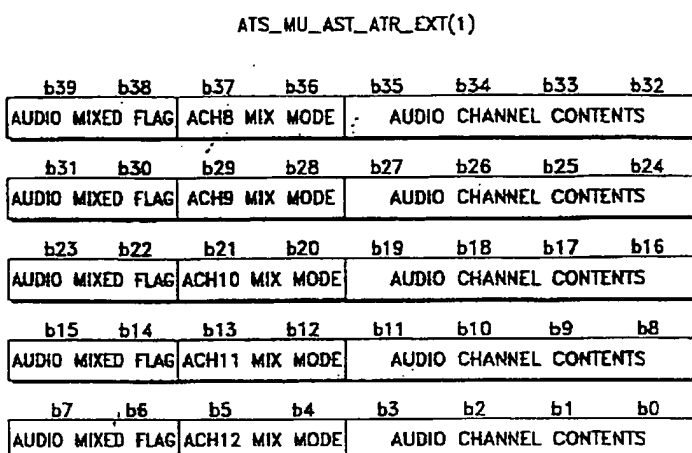 ATS_MU_AST_ATR_EXT(1)
b39 b38 b37 b36 b35 b34 b33 b32
AUDIO MIXED FLAG ACH8 MIX MODE AUDIO CHANNEL CONTENTS
b31 b30 b29 b28 b27 b26 b25 b24
AUDIO MIXED FLAG ACH9 MIX MODE AUDIO CHANNEL CONTENTS
b23 b22 b21 b20 b19 b18 b17 b16
AUDIO MIXED FLAG ACH10 MIX MODE AUDIO CHANNEL CONTENTS
b15 b14 b13 b12 b11 b10 b9 b8
AUDIO MIXED FLAG ACH11 MIX MODE AUDIO CHANNEL CONTENTS
b7 b6 b5 b4 b3 b2 b1 b0
AUDIO MIXED FLAG ACH12 MIX MODE AUDIO CHANNEL CONTENTS